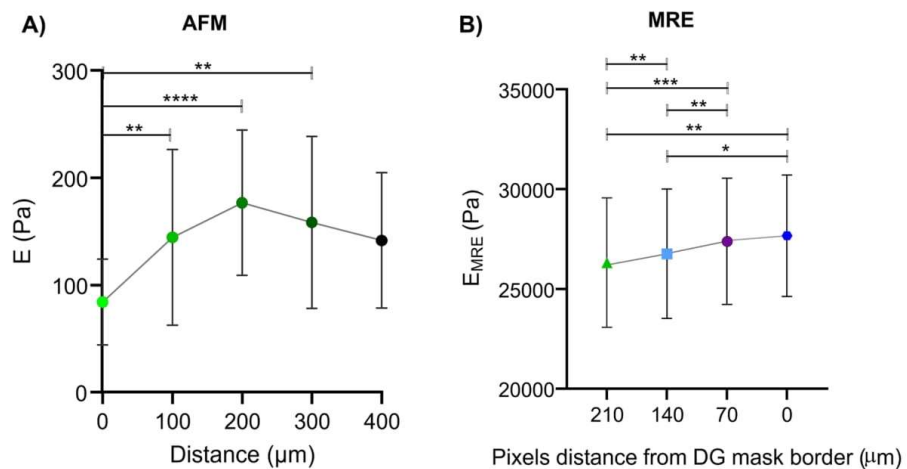 A)
AFM
300
200
100
0
E (Pa)
**
****
**
0 100 200 300 400
Distance (µm)
B)
MRE
35000
30000
25000
20000
EMRE (Pa)
**
***
**
**
*
210 140 70 0
Pixels distance from DG mask border (µm)